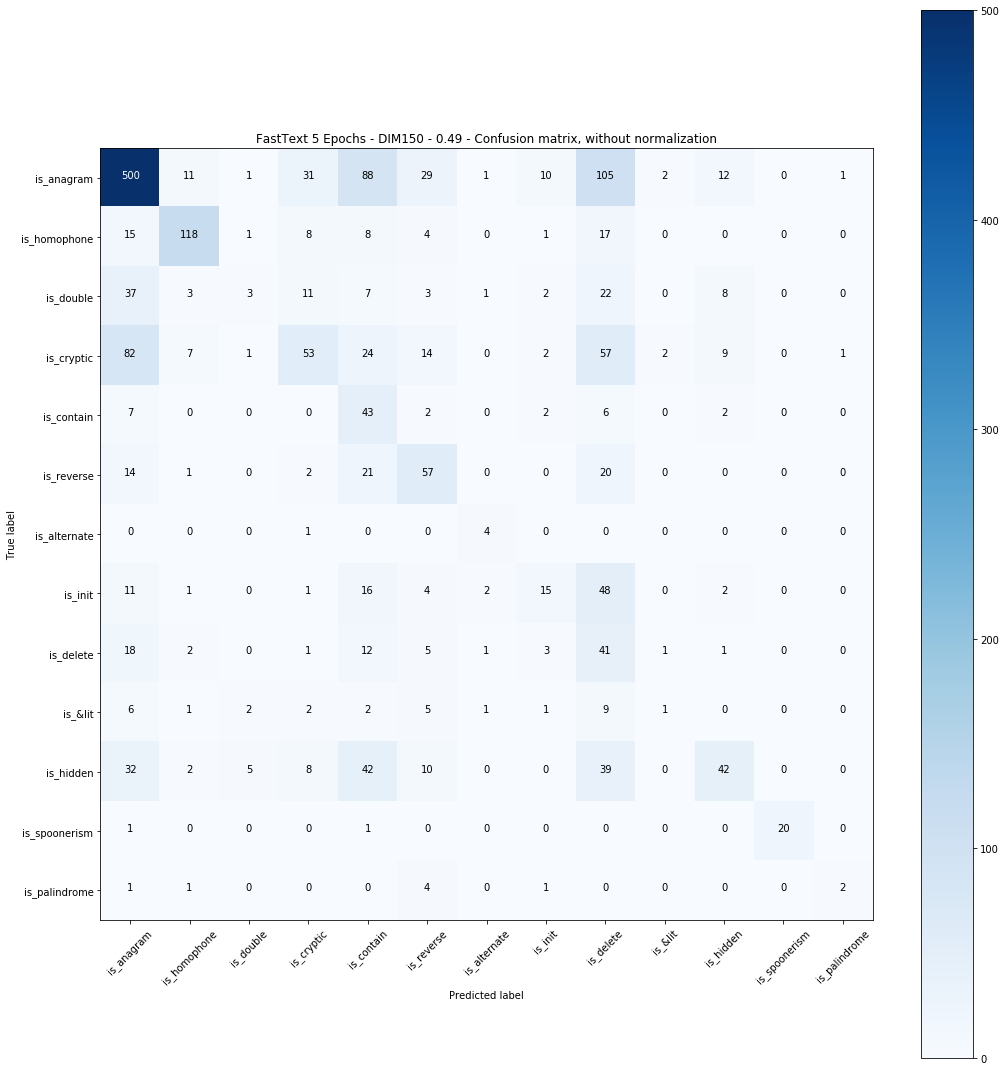 FastText 5 Epochs - DIM150 - 0.49 - Confusion matrix, without normalization
is_anagram 500 11 1 31 88 29 1 10 105 2 12 0 1
is_homophone 15 118 1 8 8 4 0 1 17 0 0 0 0
is_double 37 3 3 11 7 3 1 2 22 0 8 0 0
is_cryptic 82 7 1 53 24 14 0 2 57 2 9 0 1
is_contain 7 0 0 0 43 2 0 2 6 0 2 0 0
is_reverse 14 1 0 2 21 57 0 0 20 0 0 0 0
is_alternate 0 0 0 1 0 0 4 0 0 0 0 0 0
is_init 11 1 0 1 16 4 2 15 48 0 2 0 0
is_delete 18 2 0 1 12 5 1 3 41 1 1 0 0
is_&lit 6 1 2 2 2 5 1 1 9 1 0 0 0
is_hidden 32 2 5 8 42 10 0 0 39 0 42 0 0
is_spoonerism 1 0 0 0 1 0 0 0 0 0 0 20 0
is_palindrome 1 1 0 0 0 4 0 1 0 0 0 0 2
True label
is_anagram is_homophone is_double is_cryptic is_contain is_reverse is_alternate is_init is_delete is_&lit is_hidden is_spoonerism is_palindrome
Predicted label
500
400
300
200
100
0